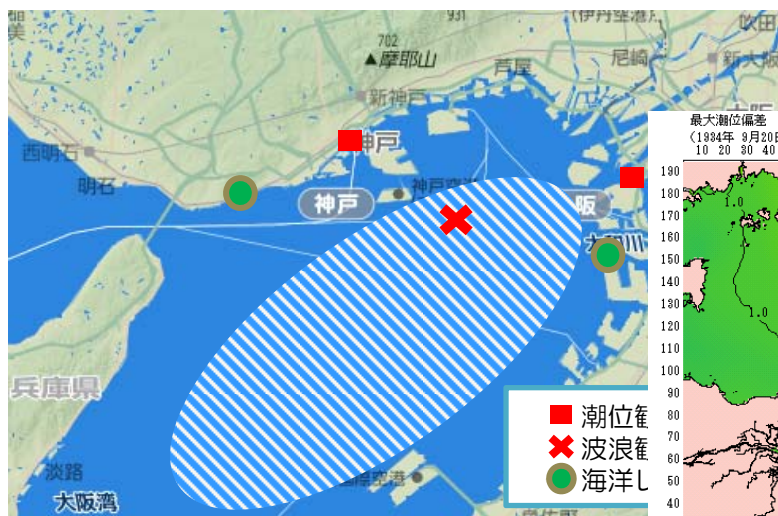 稲
美
931
(伊丹空港)
吹田
702
▲摩耶山
尼崎
新大阪
芦屋
新神戸
神戸
西明石
明石
神戸空港
神戸
阪
兵庫県
淡路
大阪湾
潮位観
波浪観
海洋し
最大潮位偏差
(1934年 9月20日
10 20 30 40
190
180
170
160
150
140
130
120
110
100
90
80
70
60
50
40
1.0
1.0